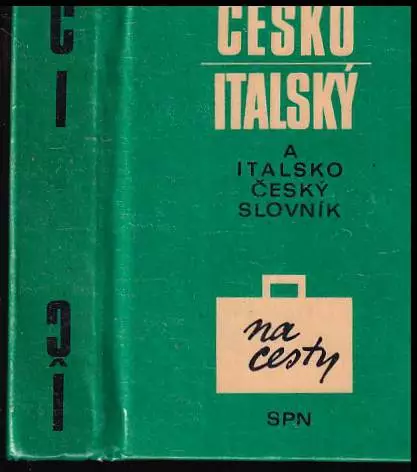 ČESKO
ITALSKÝ
A
ITALSKO
ČESKÝ
SLOVNÍK
na
cesty
SPN